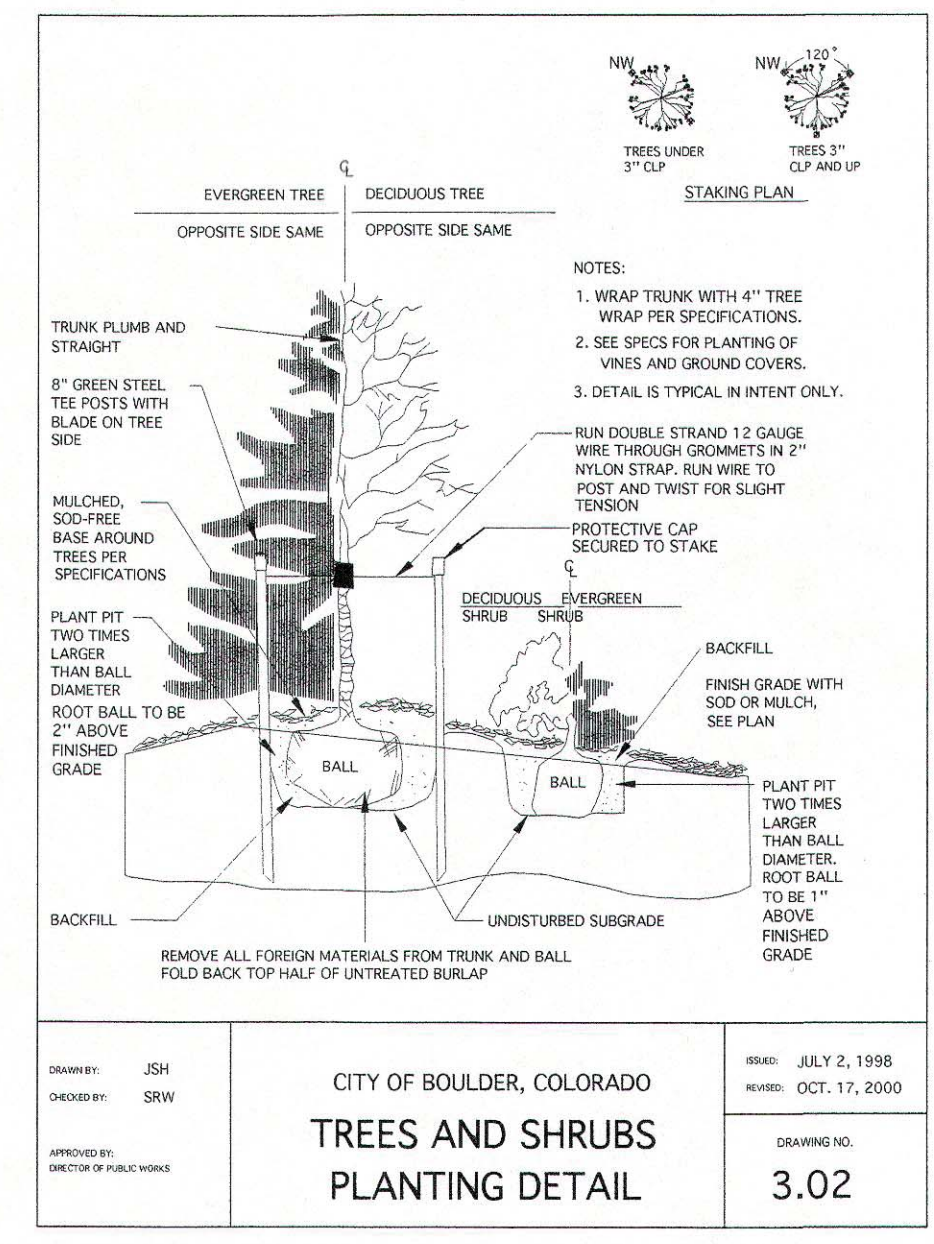 NW
TREES UNDER
3" CLP
NW
120°
TREES 3"
CLP AND UP
STAKING PLAN
℄
EVERGREEN TREE
DECIDUOUS TREE
OPPOSITE SIDE SAME
OPPOSITE SIDE SAME
NOTES:
1. WRAP TRUNK WITH 4" TREE
WRAP PER SPECIFICATIONS.
2. SEE SPECS FOR PLANTING OF
VINES AND GROUND COVERS.
3. DETAIL IS TYPICAL IN INTENT ONLY.
TRUNK PLUMB AND
STRAIGHT
8" GREEN STEEL
TEE POSTS WITH
BLADE ON TREE
SIDE
MULCHED,
SOD-FREE
BASE AROUND
TREES PER
SPECIFICATIONS
PLANT PIT
TWO TIMES
LARGER
THAN BALL
DIAMETER
ROOT BALL TO BE
2" ABOVE
FINISHED
GRADE
RUN DOUBLE STRAND 12 GAUGE
WIRE THROUGH GROMMETS IN 2"
NYLON STRAP. RUN WIRE TO
POST AND TWIST FOR SLIGHT
TENSION
PROTECTIVE CAP
SECURED TO STAKE
℄
DECIDUOUS EVERGREEN
SHRUB SHRUB
BACKFILL
FINISH GRADE WITH
SOD OR MULCH,
SEE PLAN
BALL
BALL
PLANT PIT
TWO TIMES
LARGER
THAN BALL
DIAMETER.
ROOT BALL
TO BE 1"
ABOVE
FINISHED
GRADE
BACKFILL
UNDISTURBED SUBGRADE
REMOVE ALL FOREIGN MATERIALS FROM TRUNK AND BALL
FOLD BACK TOP HALF OF UNTREATED BURLAP
DRAWN BY: JSH
CHECKED BY: SRW
APPROVED BY:
DIRECTOR OF PUBLIC WORKS
CITY OF BOULDER, COLORADO
TREES AND SHRUBS
PLANTING DETAIL
ISSUED: JULY 2, 1998
REVISED: OCT. 17, 2000
DRAWING NO.
3.02